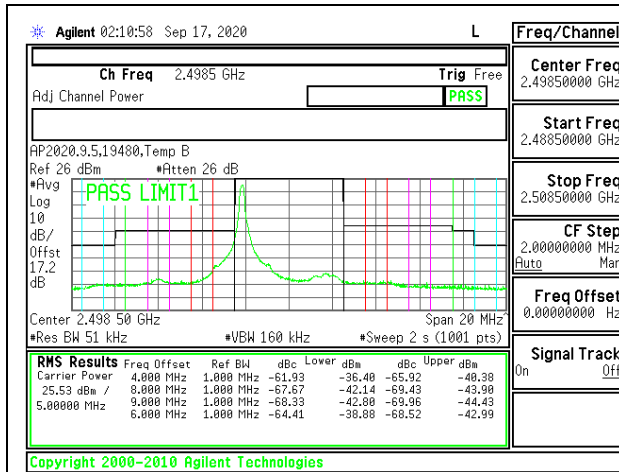 Agilent 02:10:58 Sep 17, 2020 L
Freq/Channel
Ch Freq 2.4985 GHz Trig Free
Adj Channel Power PASS
Center Freq
2.49850000 GHz
Start Freq
2.48850000 GHz
Stop Freq
2.50850000 GHz
CF Step
2.00000000 MHz
Auto Man
Freq Offset
0.00000000 Hz
Signal Track
On Off
AP2020.9.5,19480,Temp B
Ref 26 dBm #Atten 26 dB
#Avg
Log
10
dB/
Offst
17.2
dB
PASS LIMIT1
Center 2.498 50 GHz Span 20 MHz
#Res BW 51 kHz #VBW 160 kHz #Sweep 2 s (1001 pts)
RMS Results Freq Offset Ref BW dBc Lower dBm dBc Upper dBm
Carrier Power 4.000 MHz 1.000 MHz -61.93 -36.40 -65.92 -40.38
25.53 dBm / 8.000 MHz 1.000 MHz -67.67 -42.14 -69.43 -43.90
5.00000 MHz 9.000 MHz 1.000 MHz -68.33 -42.80 -69.96 -44.43
6.000 MHz 1.000 MHz -64.41 -38.88 -68.52 -42.99
Copyright 2000-2010 Agilent Technologies